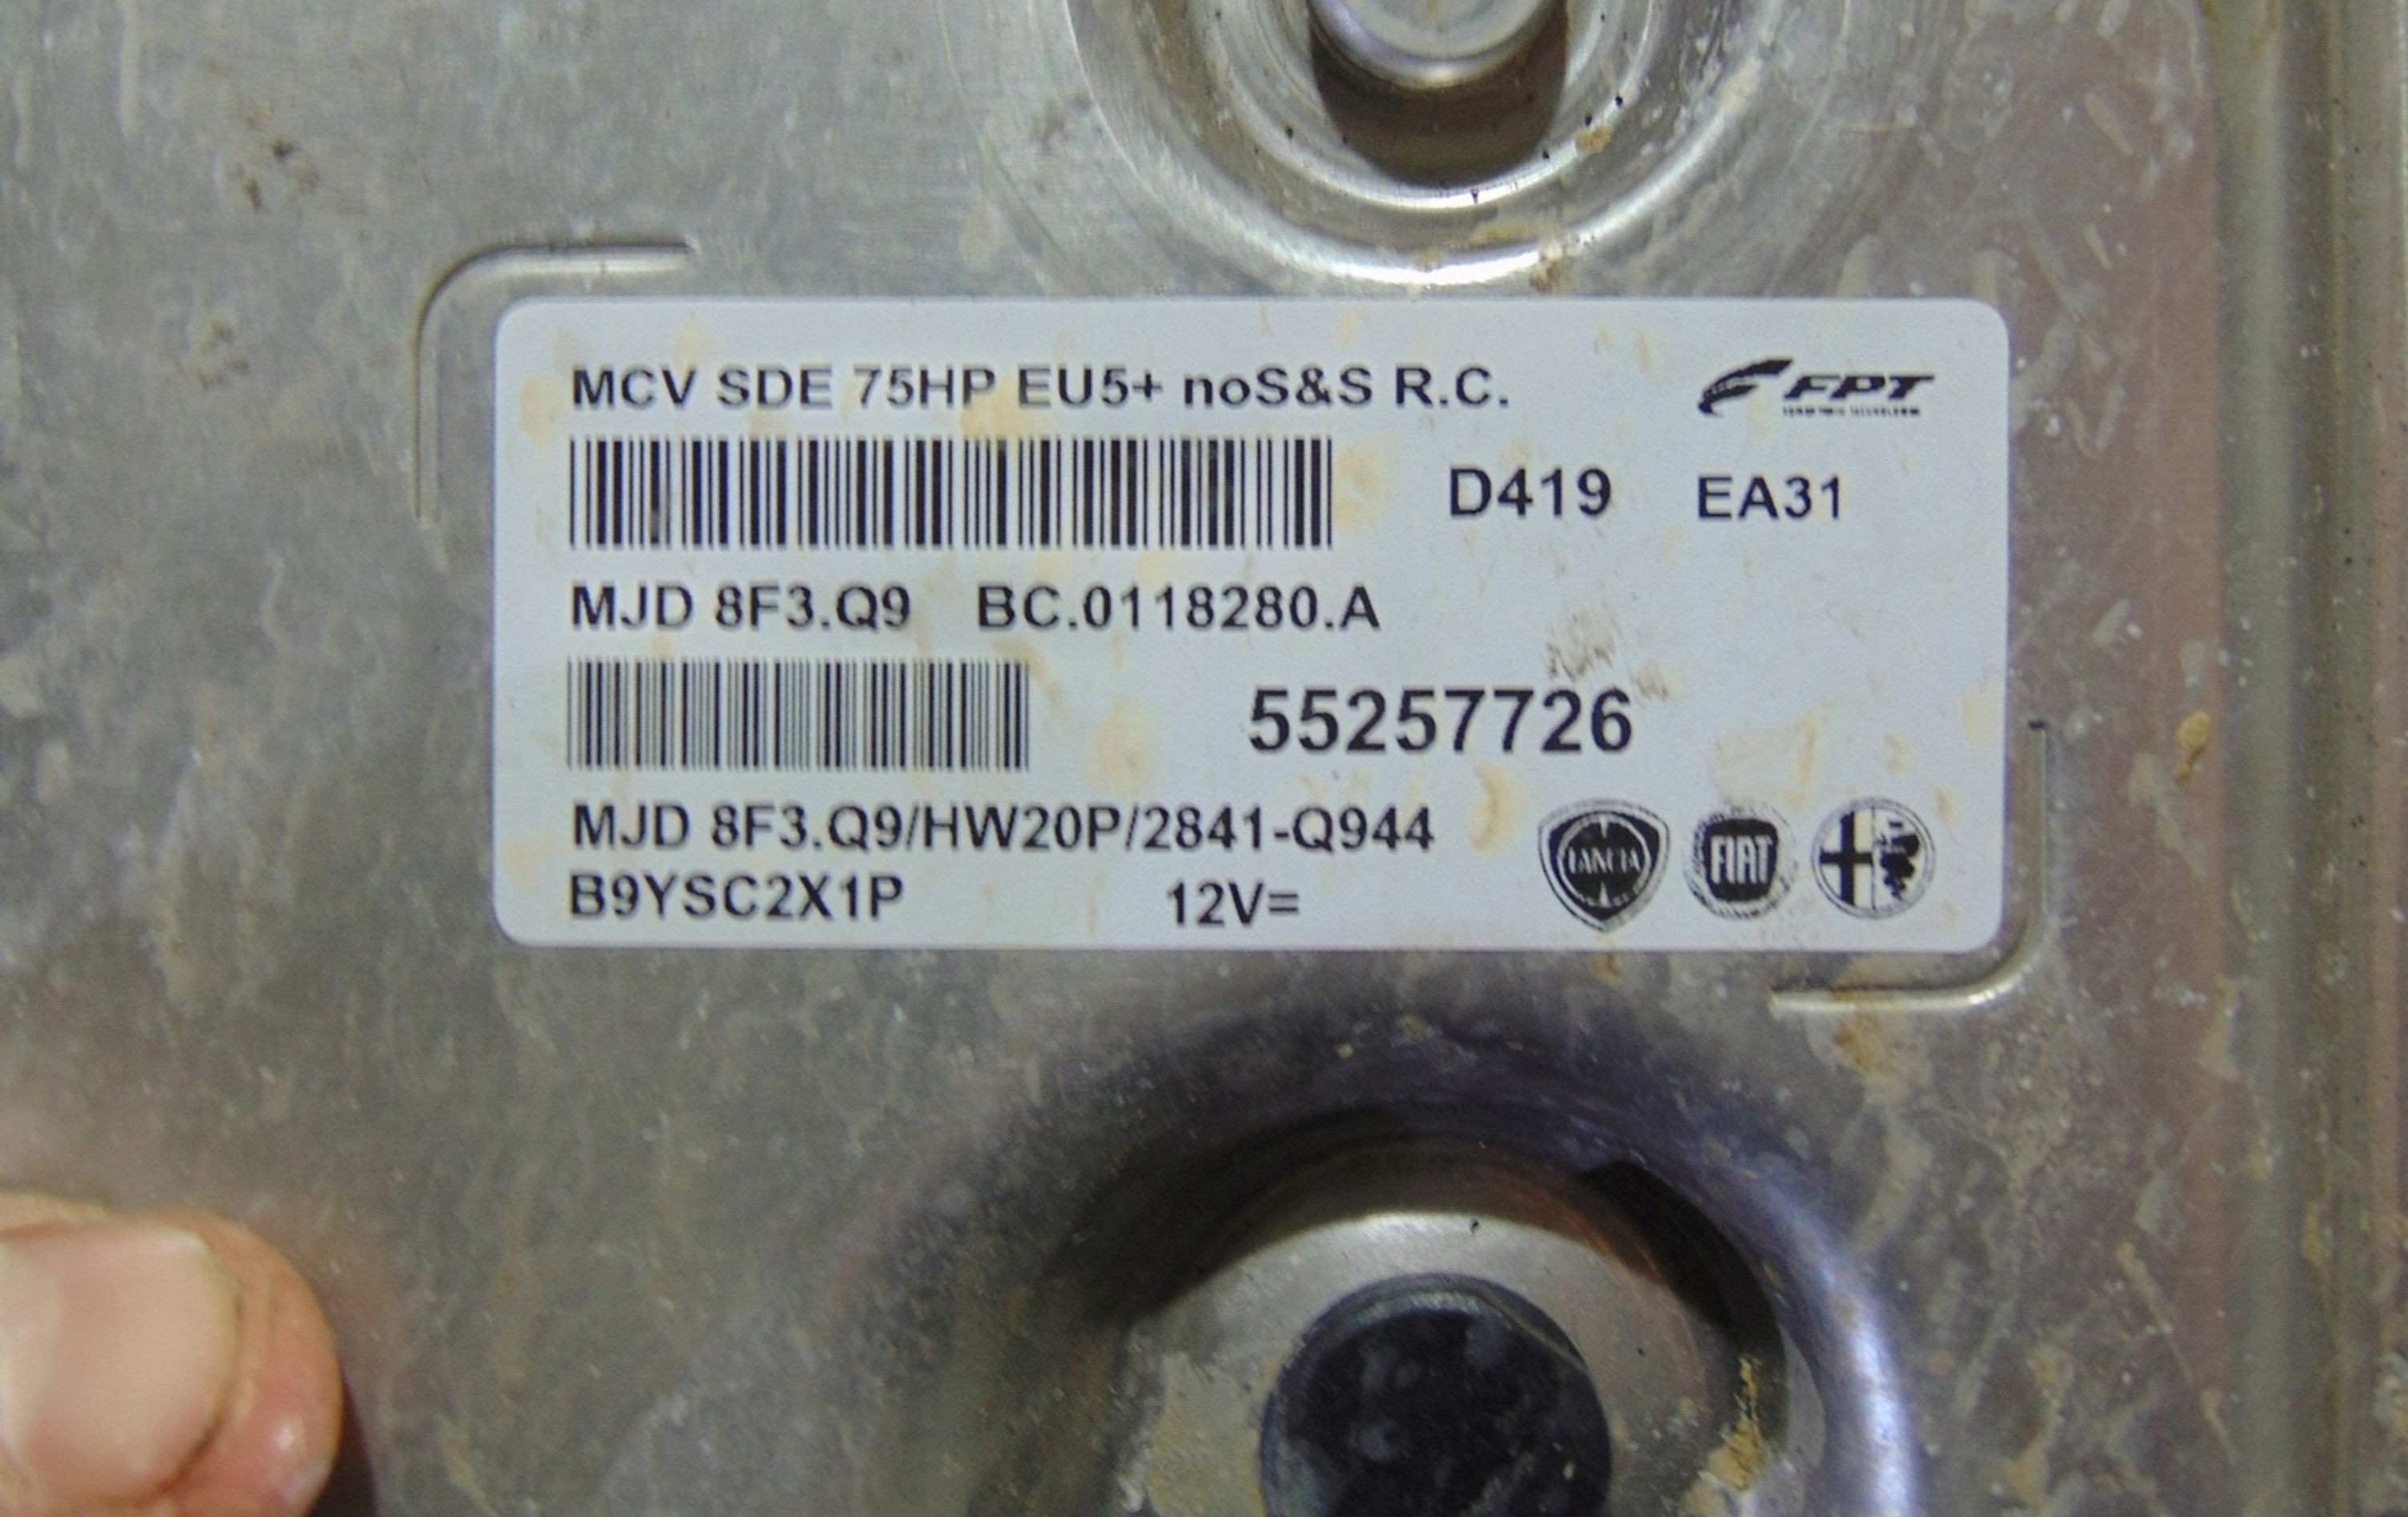 MCV SDE 75HP EU5+ noS&S R.C.
FPT
D419 EA31
MJD 8F3.Q9 BC.0118280.A
55257726
MJD 8F3.Q9/HW20P/2841-Q944
B9YSC2X1P 12V=
LANCIA FIAT